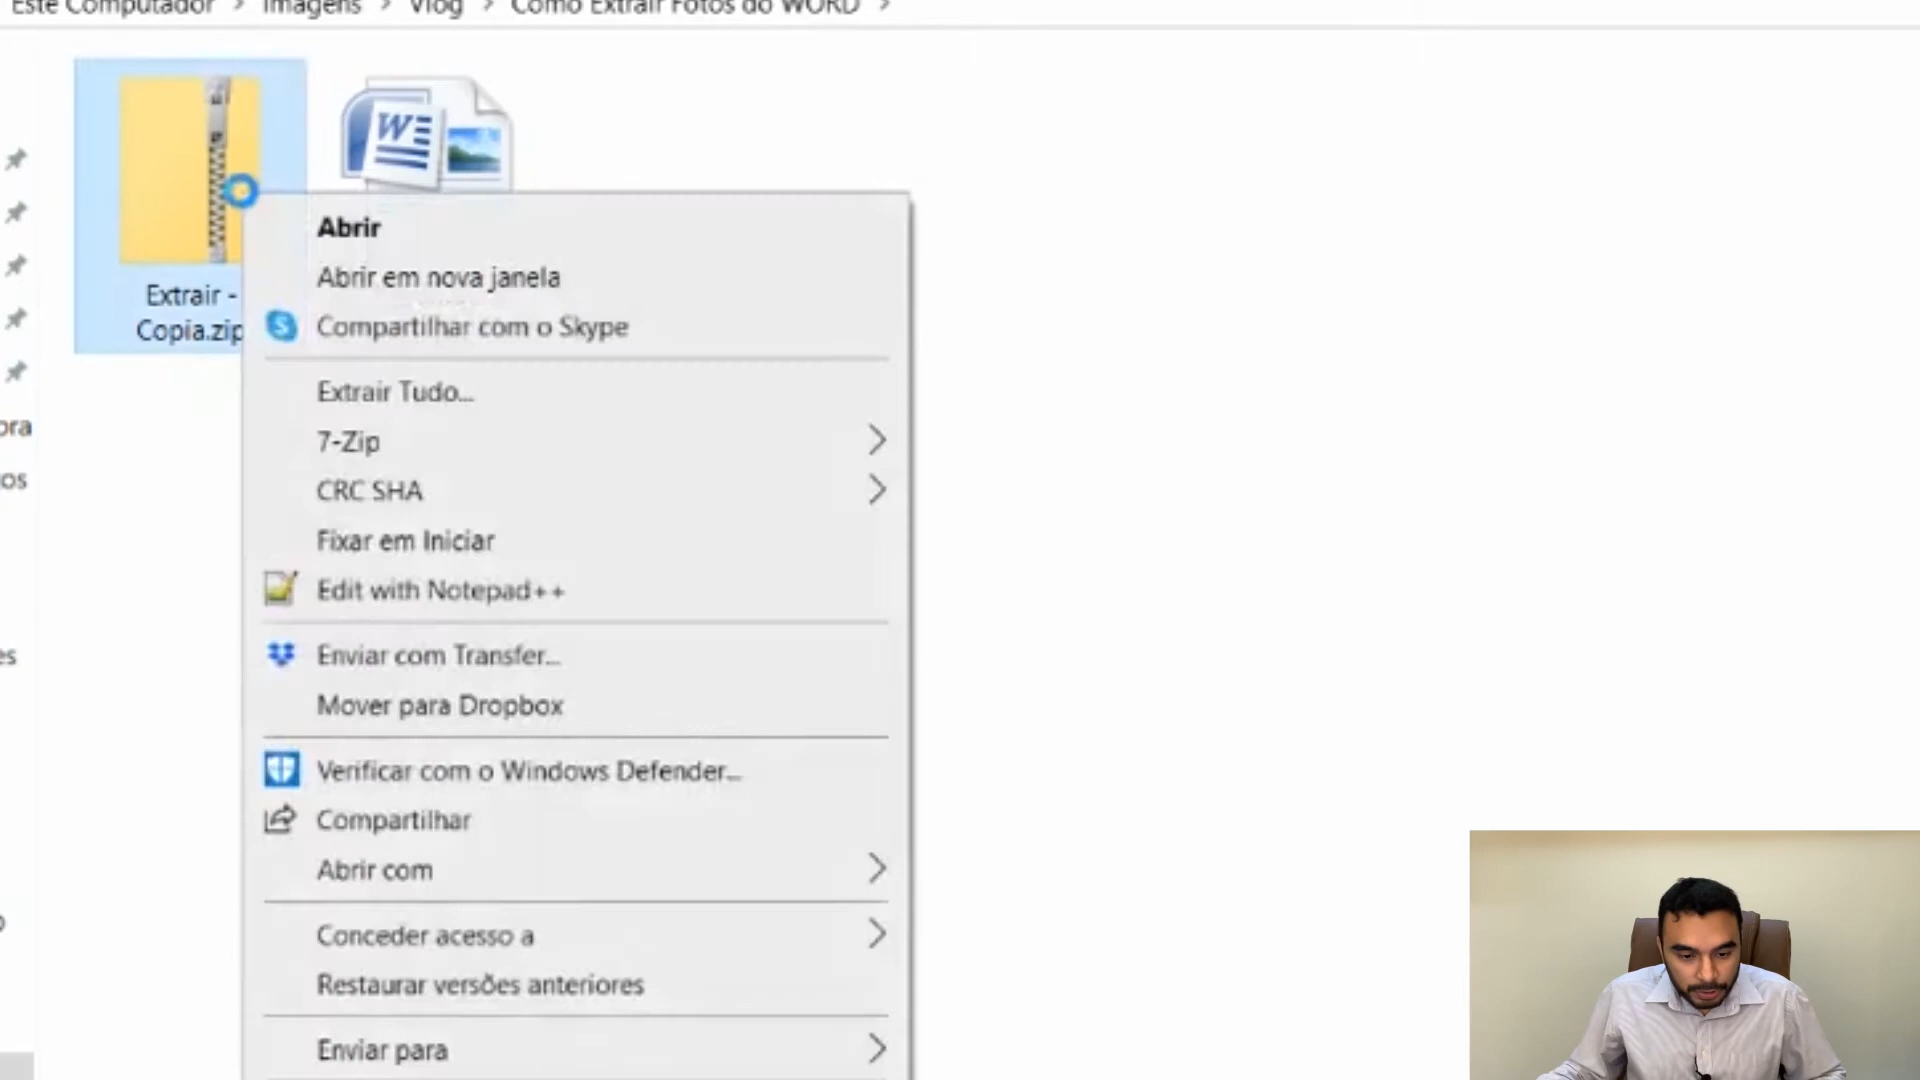 Este Computador > Imagens > Vlog > Como Extrair Fotos do WORD >
Extrair -
Copia.zip
Abrir
Abrir em nova janela
Compartilhar com o Skype
Extrair Tudo...
7-Zip
CRC SHA
Fixar em Iniciar
Edit with Notepad++
Enviar com Transfer...
Mover para Dropbox
Verificar com o Windows Defender...
Compartilhar
Abrir com
Conceder acesso a
Restaurar versões anteriores
Enviar para